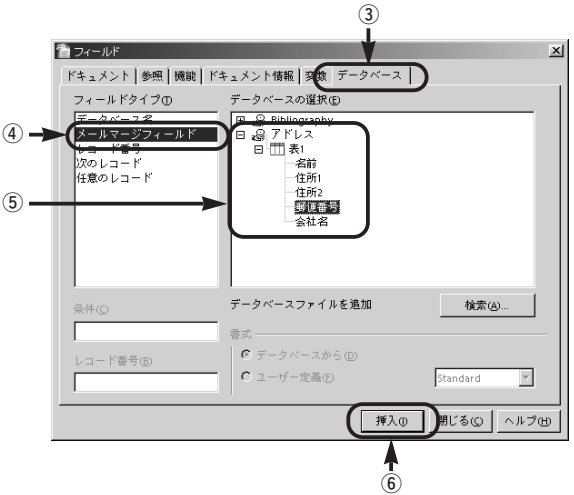 ③
フィールド
ドキュメント 参照 機能 ドキュメント情報 変数 データベース
フィールドタイプ(T)
データベースの選択(E)
データベース名
④
メールマージフィールド
レコード番号
次のレコード
任意のレコード
Bibliography
アドレス
表1
名前
住所1
住所2
⑤
郵便番号
会社名
条件(C)
データベースファイルを追加
検索(A)...
書式
レコード番号(B)
データベースから(D)
ユーザー定義(F)
Standard
挿入(I) 閉じる(C) ヘルプ(H)
⑥